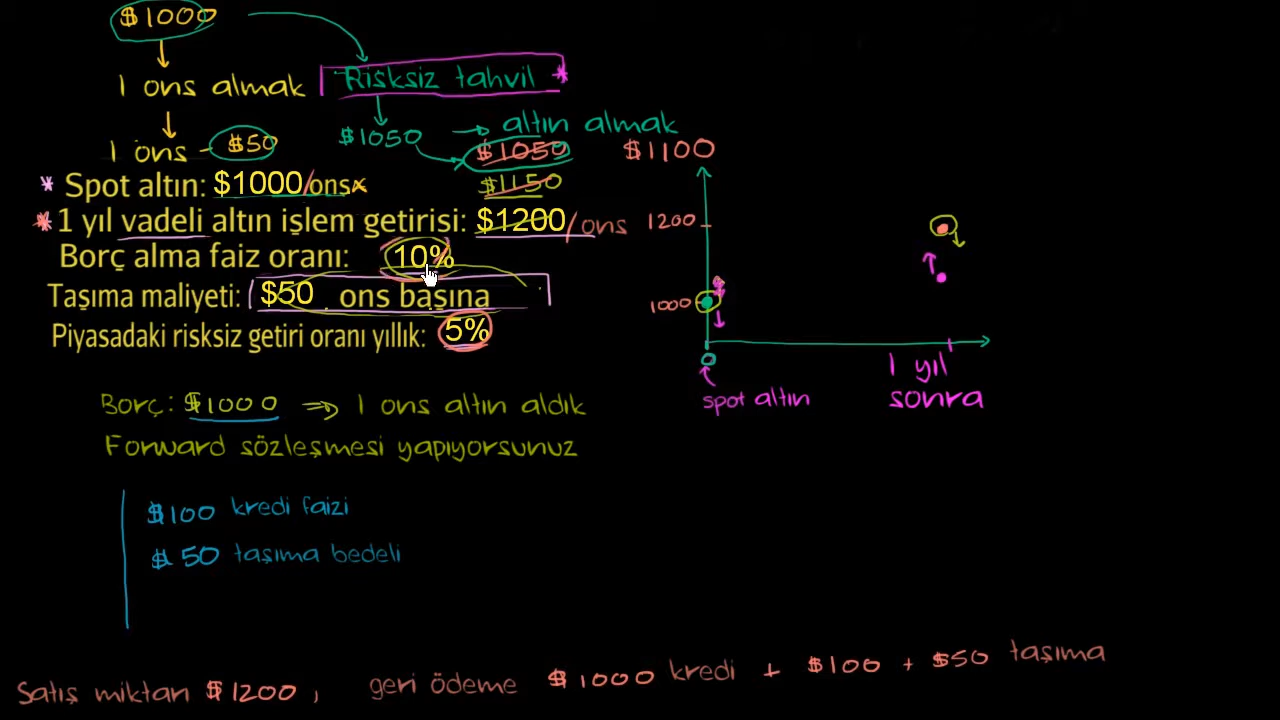 $1000
1 ons almak
Risksiz tahvil *
1 ons - $50
$1050 → altın almak
$1050
$1150
* Spot altın: $1000/ons
* 1 yıl vadeli altın işlem getirisi: $1200/ons
Borç alma faiz oranı: 10%
Taşıma maliyeti: $50 ons başına
Piyasadaki risksiz getiri oranı yıllık: 5%
$1100
1200
1000
0
1 yıl
sonra
spot altın
Borç: $1000 → 1 ons altın aldık
Forward sözleşmesi yapıyorsunuz
$100 kredi faizi
$50 taşıma bedeli
Satış miktarı $1200, geri ödeme $1000 kredi + $100 + $50 taşıma